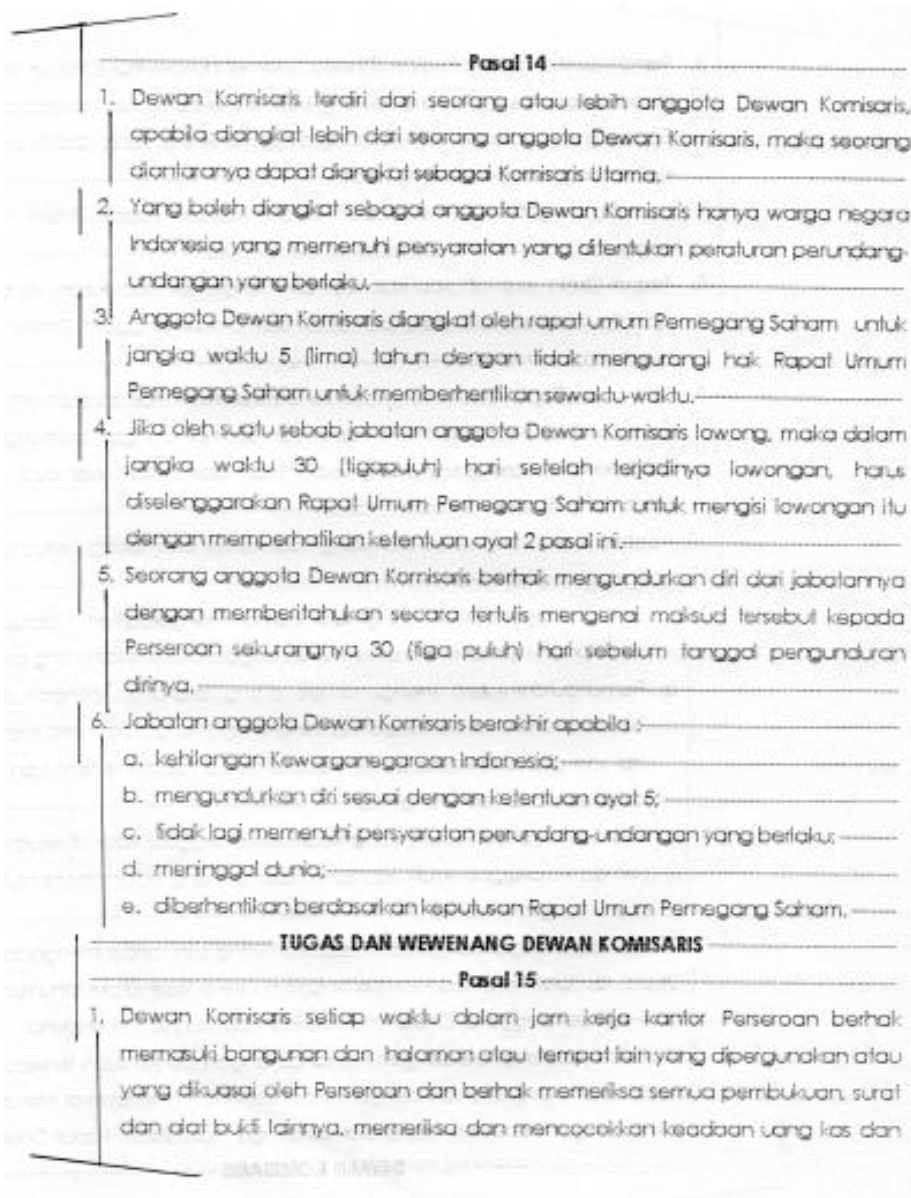 Pasal 14
1. Dewan Komisaris terdiri dari seorang atau lebih anggota Dewan Komisaris,
apabila diangkat lebih dari seorang anggota Dewan Komisaris, maka seorang
diantaranya dapat diangkat sebagai Komisaris Utama.
2. Yang boleh diangkat sebagai anggota Dewan Komisaris hanya warga negara
Indonesia yang memenuhi persyaratan yang ditentukan peraturan perundang-
undangan yang berlaku.
3. Anggota Dewan Komisaris diangkat oleh rapat umum Pemegang Saham untuk
jangka waktu 5 (lima) tahun dengan tidak mengurangi hak Rapat Umum
Pemegang Saham untuk memberhentikan sewaktu-waktu.
4. Jika oleh suatu sebab jabatan anggota Dewan Komisaris lowong, maka dalam
jangka waktu 30 (tigapuluh) hari setelah terjadinya lowongan, harus
diselenggarakan Rapat Umum Pemegang Saham untuk mengisi lowongan itu
dengan memperhatikan ketentuan ayat 2 pasal ini.
5. Seorang anggota Dewan Komisaris berhak mengundurkan diri dari jabatannya
dengan memberitahukan secara tertulis mengenai maksud tersebut kepada
Perseroan sekurangnya 30 (tiga puluh) hari sebelum tanggal pengunduran
dirinya.
6. Jabatan anggota Dewan Komisaris berakhir apabila :
a. kehilangan Kewarganegaraan Indonesia;
b. mengundurkan diri sesuai dengan ketentuan ayat 5;
c. tidak lagi memenuhi persyaratan perundang-undangan yang berlaku;
d. meninggal dunia;
e. diberhentikan berdasarkan keputusan Rapat Umum Pemegang Saham.
TUGAS DAN WEWENANG DEWAN KOMISARIS
Pasal 15
1. Dewan Komisaris setiap waktu dalam jam kerja kantor Perseroan berhak
memasuki bangunan dan halaman atau tempat lain yang dipergunakan atau
yang dikuasai oleh Perseroan dan berhak memeriksa semua pembukuan, surat
dan alat bukti lainnya, memeriksa dan mencocokkan keadaan uang kas dan